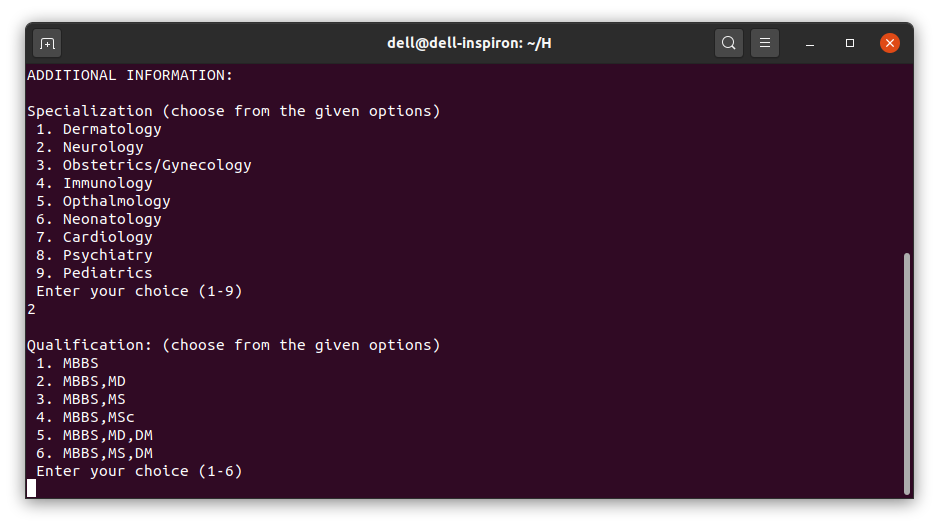 dell@dell-inspiron: ~/H
ADDITIONAL INFORMATION:
Specialization (choose from the given options)
1. Dermatology
2. Neurology
3. Obstetrics/Gynecology
4. Immunology
5. Opthalmology
6. Neonatology
7. Cardiology
8. Psychiatry
9. Pediatrics
Enter your choice (1-9)
2
Qualification: (choose from the given options)
1. MBBS
2. MBBS,MD
3. MBBS,MS
4. MBBS,MSc
5. MBBS,MD,DM
6. MBBS,MS,DM
Enter your choice (1-6)